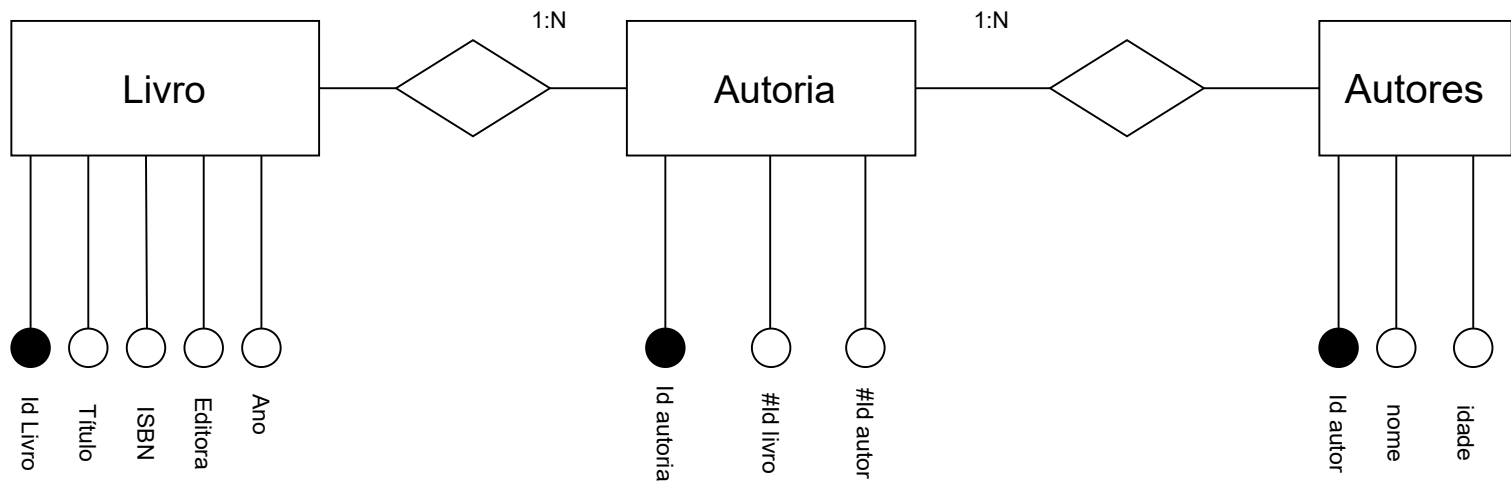 1:N
1:N
Livro
Autoria
Autores
Id Livro
Título
ISBN
Editora
Ano
Id autoria
#Id livro
#Id autor
Id autor
nome
idade